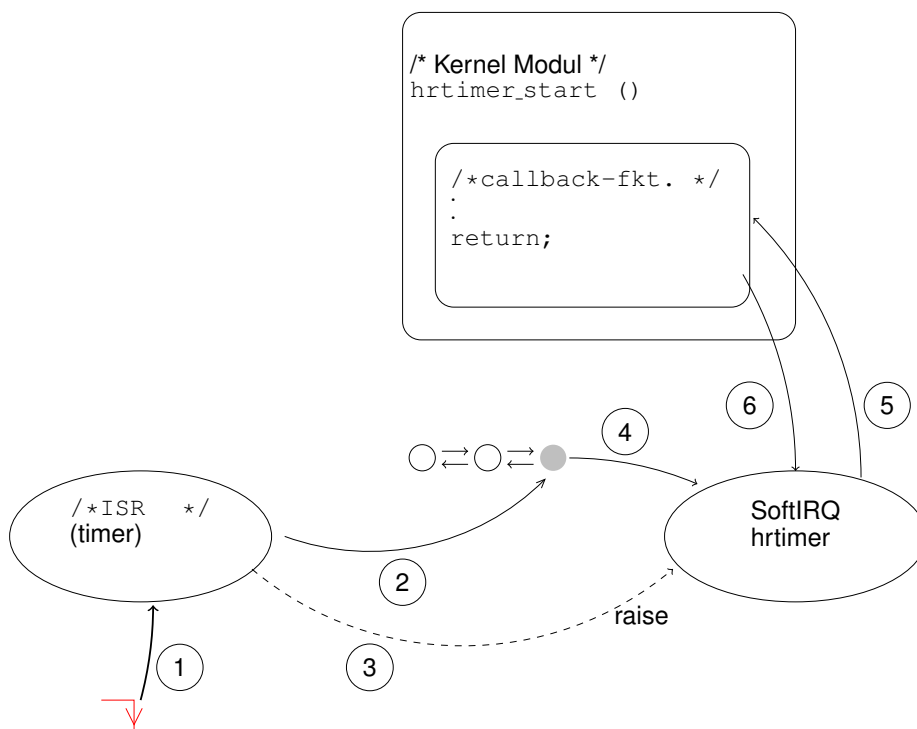 /* Kernel Modul */
hrtimer_start ()
/*callback-fkt. */
.
.
return;
6
5
4
/*ISR */
(timer)
SoftIRQ
hrtimer
2
raise
3
1